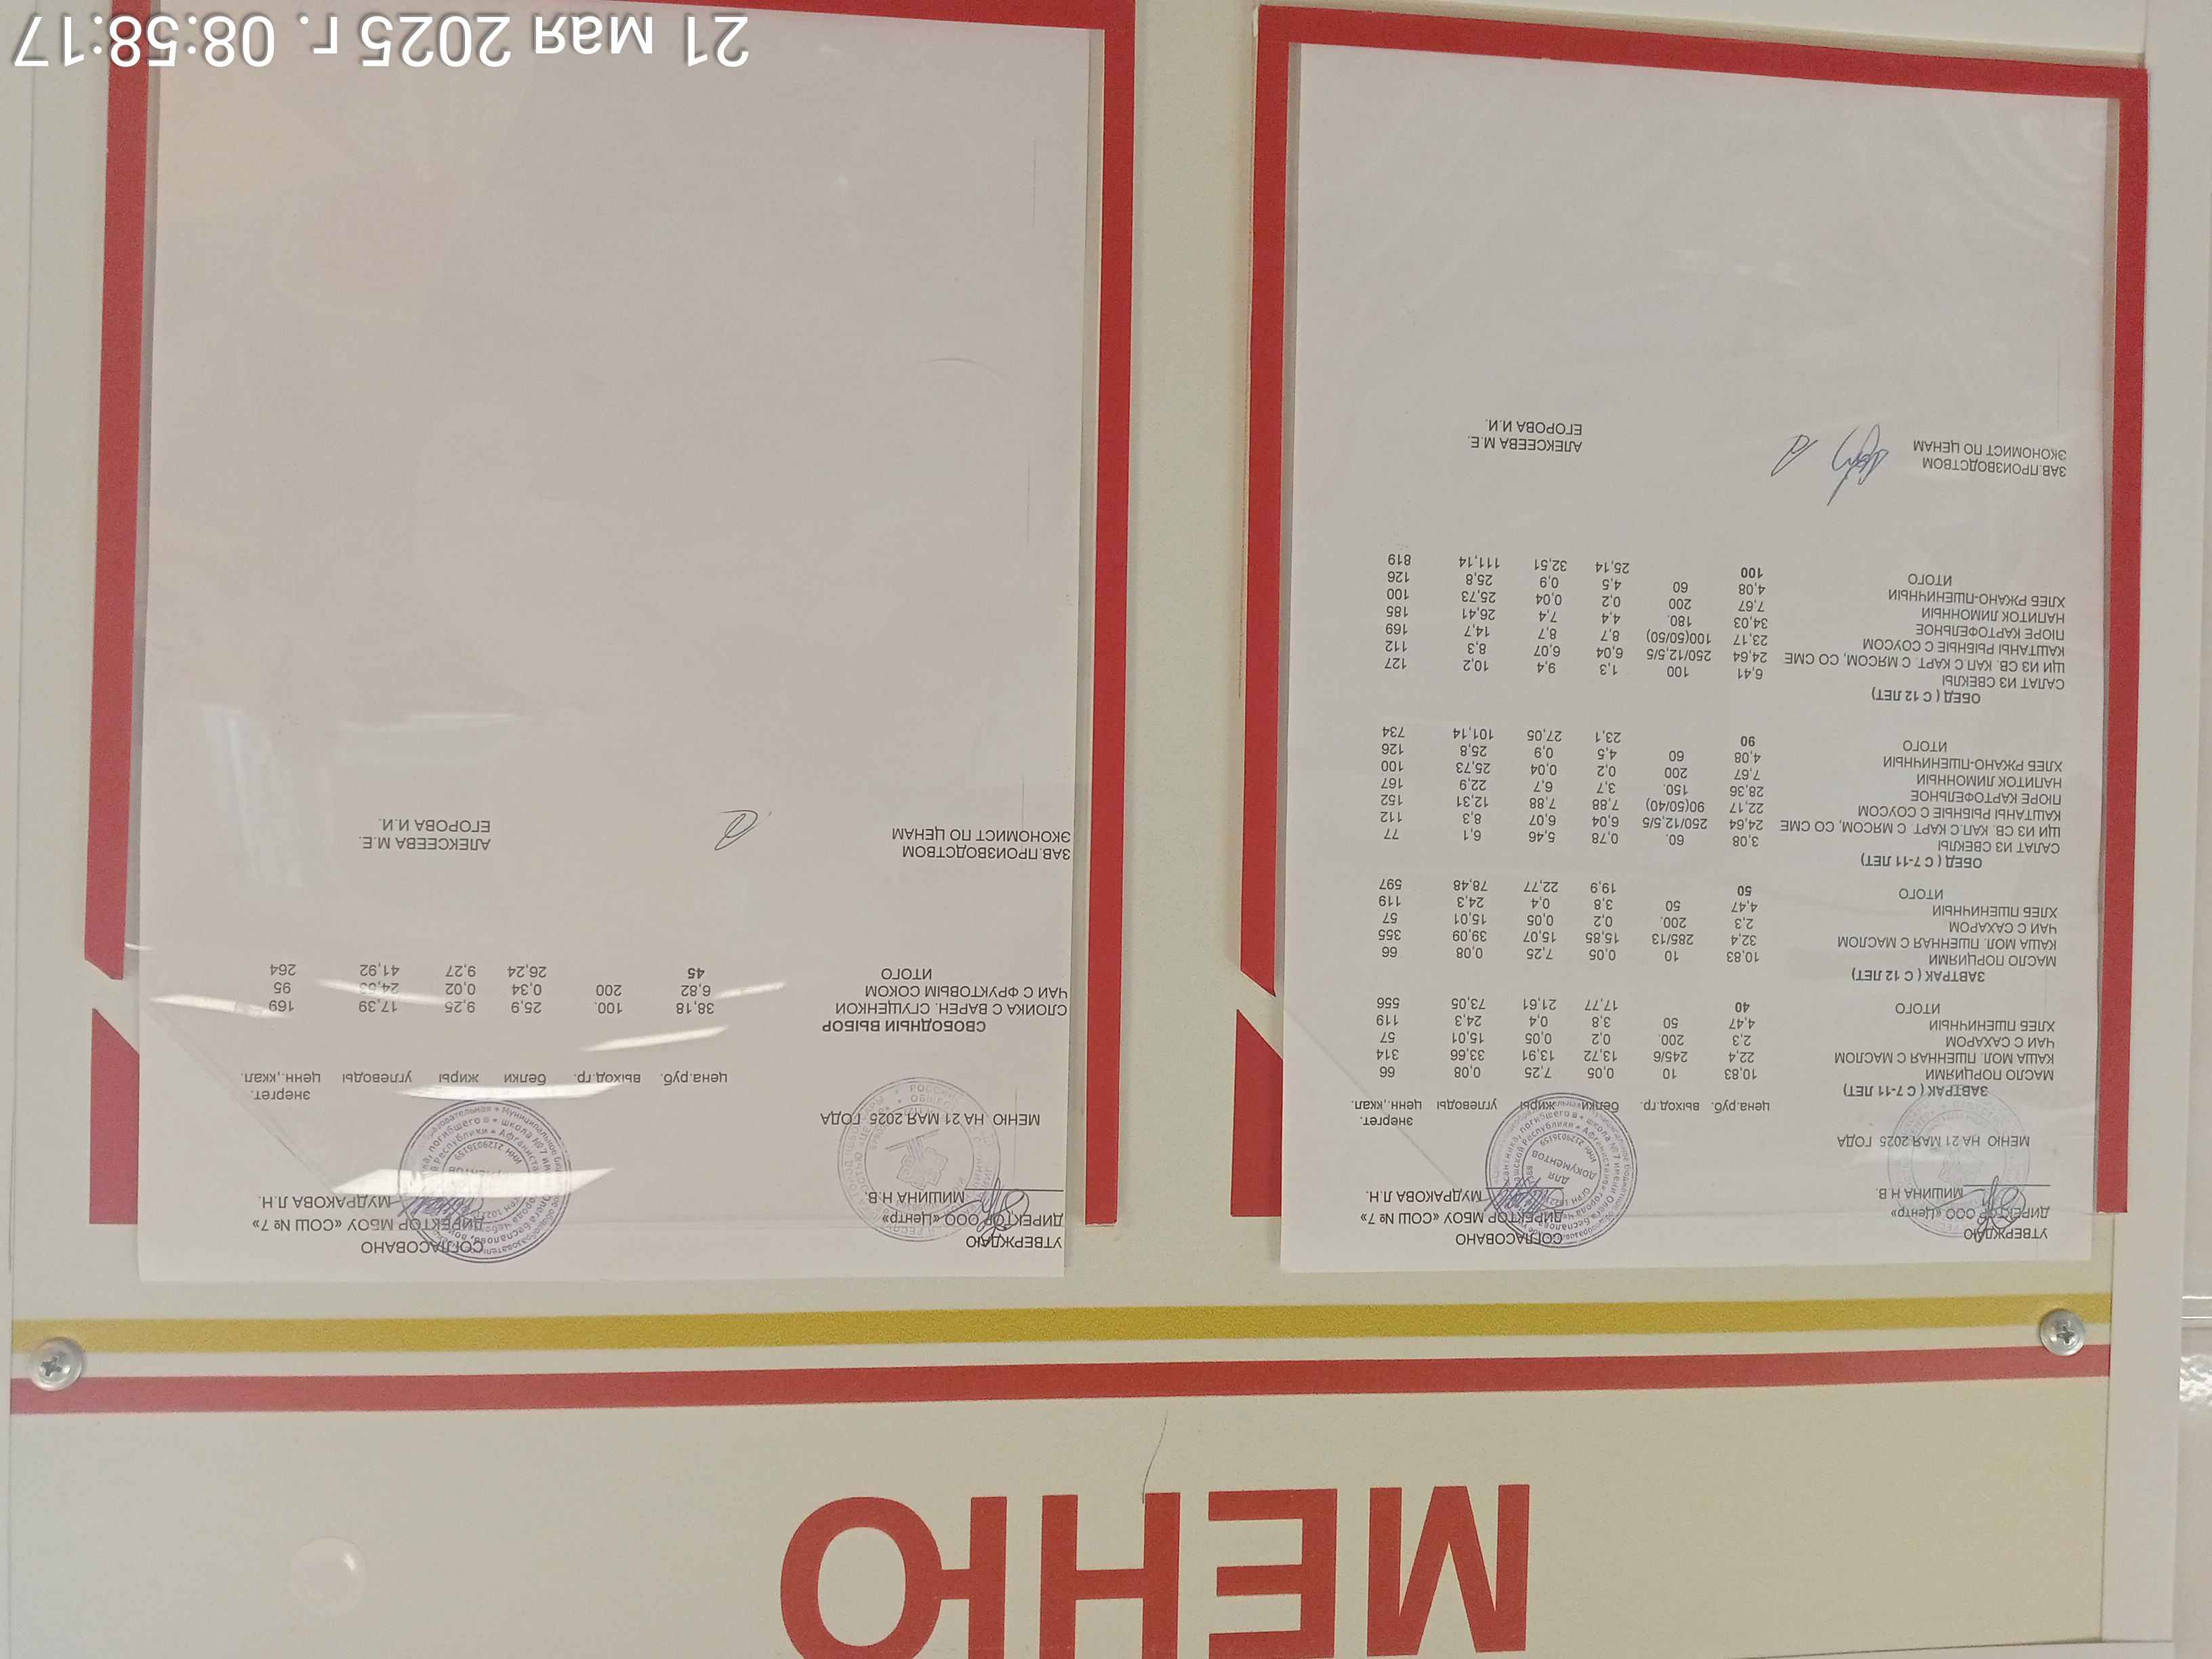 МЕНЮ
УТВЕРЖДАЮ СОГЛАСОВАНО
ДИРЕКТОР ООО «Центр» ДИРЕКТОР МБОУ «СОШ № 7»
МИШИНА Н.В МУДРАКОВА Л.Н.
МЕНЮ НА 21 МАЯ 2025 ГОДА
цена.руб. выход.гр. белки жиры углеводы энергет. ценн.,ккал.
ЗАВТРАК ( С 7-11 ЛЕТ)
МАСЛО ПОРЦИЯМИ 10,83 10 0,05 7,25 0,08 66
КАША МОЛ. ПШЕННАЯ С МАСЛОМ 22,4 245/6 13,72 13,91 33,66 314
ЧАЙ С САХАРОМ 2,3 200. 0,2 0,05 15,01 57
ХЛЕБ ПШЕНИЧНЫЙ 4,47 50 3,8 0,4 24,3 119
ИТОГО 40 17,77 21,61 73,05 556
ЗАВТРАК ( С 12 ЛЕТ)
МАСЛО ПОРЦИЯМИ 10,83 10 0,05 7,25 0,08 66
КАША МОЛ. ПШЕННАЯ С МАСЛОМ 32,4 285/13 15,85 15,07 39,09 355
ЧАЙ С САХАРОМ 2,3 200. 0,2 0,05 15,01 57
ХЛЕБ ПШЕНИЧНЫЙ 4,47 50 3,8 0,4 24,3 119
ИТОГО 50 19,9 22,77 78,48 597
ОБЕД ( С 7-11 ЛЕТ)
САЛАТ ИЗ СВЕКЛЫ 3,08 60. 0,78 5,46 6,1 77
ЩИ ИЗ СВ. КАП.С КАРТ. С МЯСОМ, СО СМЕ 24,64 250/12,5/5 6,04 6,07 8,3 112
КАШТАНЫ РЫБНЫЕ С СОУСОМ 22,17 90(50/40) 7,88 7,88 12,31 152
ПЮРЕ КАРТОФЕЛЬНОЕ 28,36 150. 3,7 6,7 22,9 167
НАПИТОК ЛИМОННЫЙ 7,67 200 0,2 0,04 25,73 100
ХЛЕБ РЖАНО-ПШЕНИЧНЫЙ 4,08 60 4,5 0,9 25,8 126
ИТОГО 90 23,1 27,05 101,14 734
ОБЕД ( С 12 ЛЕТ)
САЛАТ ИЗ СВЕКЛЫ 6,41 100 1,3 9,4 10,2 127
ЩИ ИЗ СВ. КАП.С КАРТ. С МЯСОМ, СО СМЕ 24,64 250/12,5/5 6,04 6,07 8,3 112
КАШТАНЫ РЫБНЫЕ С СОУСОМ 23,17 100(50/50) 8,7 8,7 14,7 169
ПЮРЕ КАРТОФЕЛЬНОЕ 34,03 180. 4,4 7,4 26,41 185
НАПИТОК ЛИМОННЫЙ 7,67 200 0,2 0,04 25,73 100
ХЛЕБ РЖАНО-ПШЕНИЧНЫЙ 4,08 60 4,5 0,9 25,8 126
ИТОГО 100 25,14 32,51 111,14 819
ЗАВ.ПРОИЗВОДСТВОМ АЛЕКСЕЕВА М.Е.
ЭКОНОМИСТ ПО ЦЕНАМ ЕГОРОВА И.И.
УТВЕРЖДАЮ СОГЛАСОВАНО
ДИРЕКТОР ООО «Центр» ДИРЕКТОР МБОУ «СОШ № 7»
МИШИНА Н.В МУДРАКОВА Л.Н.
МЕНЮ НА 21 МАЯ 2025 ГОДА
цена.руб. выход.гр. белки жиры углеводы энергет. ценн.,ккал.
СВОБОДНЫЙ ВЫБОР
СЛОЙКА С ВАРЕН. СГУЩЕНКОЙ 38,18 100. 25,9 9,25 17,39 169
ЧАЙ С ФРУКТОВЫМ СОКОМ 6,82 200 0,34 0,02 95
ИТОГО 45 26,24 9,27 41,92 264
ЗАВ.ПРОИЗВОДСТВОМ АЛЕКСЕЕВА М.Е.
ЭКОНОМИСТ ПО ЦЕНАМ ЕГОРОВА И.И.
21 мая 2025 г. 08:58:17